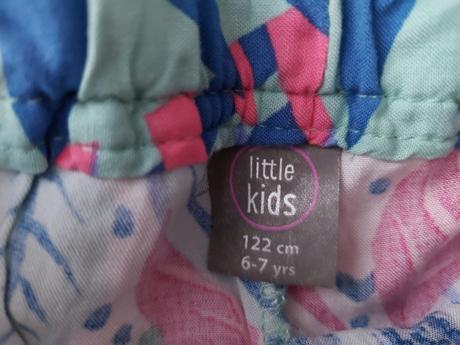 little
kids
122 cm
6-7 yrs